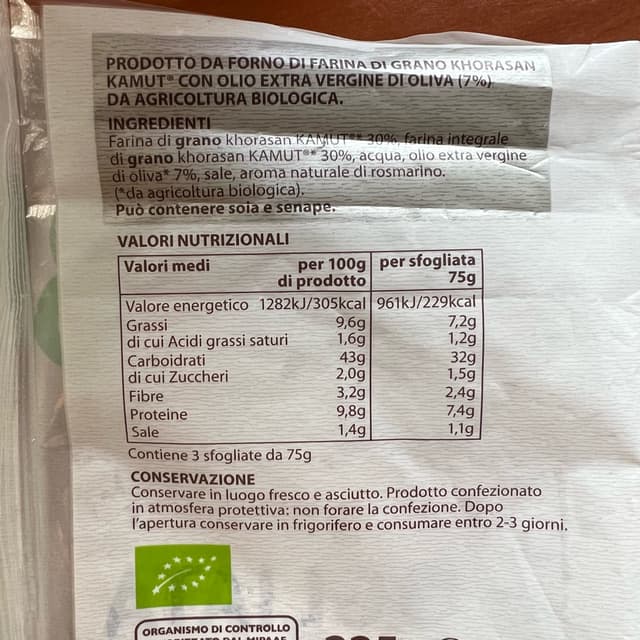 PRODOTTO DA FORNO DI FARINA DI GRANO KHORASAN
KAMUT® CON OLIO EXTRA VERGINE DI OLIVA (7%).
DA AGRICOLTURA BIOLOGICA.
INGREDIENTI
Farina di grano khorasan KAMUT®* 30%, farina integrale
di grano khorasan KAMUT®* 30%, acqua, olio extra vergine
di oliva* 7%, sale, aroma naturale di rosmarino.
(*da agricoltura biologica).
Può contenere soia e senape.
VALORI NUTRIZIONALI
Valori medi per 100g di prodotto per sfogliata 75g
Valore energetico 1282kJ/305kcal 961kJ/229kcal
Grassi 9,6g 7,2g
di cui Acidi grassi saturi 1,6g 1,2g
Carboidrati 43g 32g
di cui Zuccheri 2,0g 1,5g
Fibre 3,2g 2,4g
Proteine 9,8g 7,4g
Sale 1,4g 1,1g
Contiene 3 sfogliate da 75g
CONSERVAZIONE
Conservare in luogo fresco e asciutto. Prodotto confezionato
in atmosfera protettiva: non forare la confezione. Dopo
l'apertura conservare in frigorifero e consumare entro 2-3 giorni.
ORGANISMO DI CONTROLLO